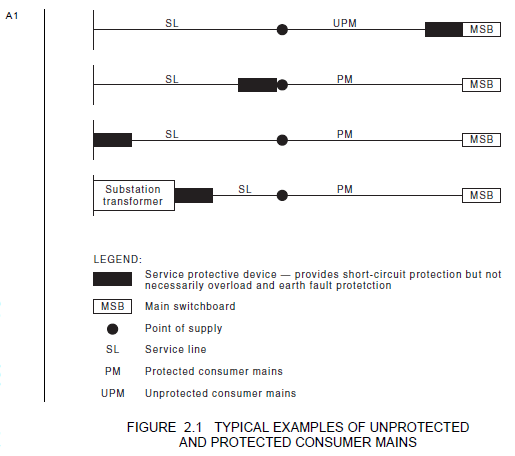 A1
SL UPM MSB
SL PM MSB
SL PM MSB
Substation
transformer
SL PM MSB
LEGEND:
Service protective device — provides short-circuit protection but not
necessarily overload and earth fault protetction
MSB Main switchboard
Point of supply
SL Service line
PM Protected consumer mains
UPM Unprotected consumer mains
FIGURE 2.1 TYPICAL EXAMPLES OF UNPROTECTED
AND PROTECTED CONSUMER MAINS